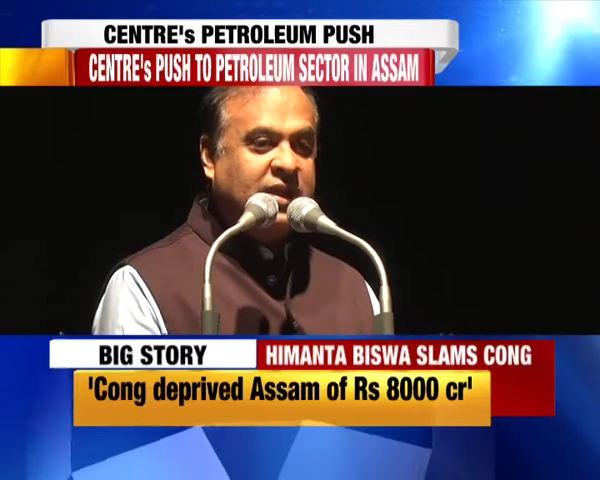 CENTRE's PETROLEUM PUSH
CENTRE's PUSH TO PETROLEUM SECTOR IN ASSAM
BIG STORY
HIMANTA BISWA SLAMS CONG
'Cong deprived Assam of Rs 8000 cr'